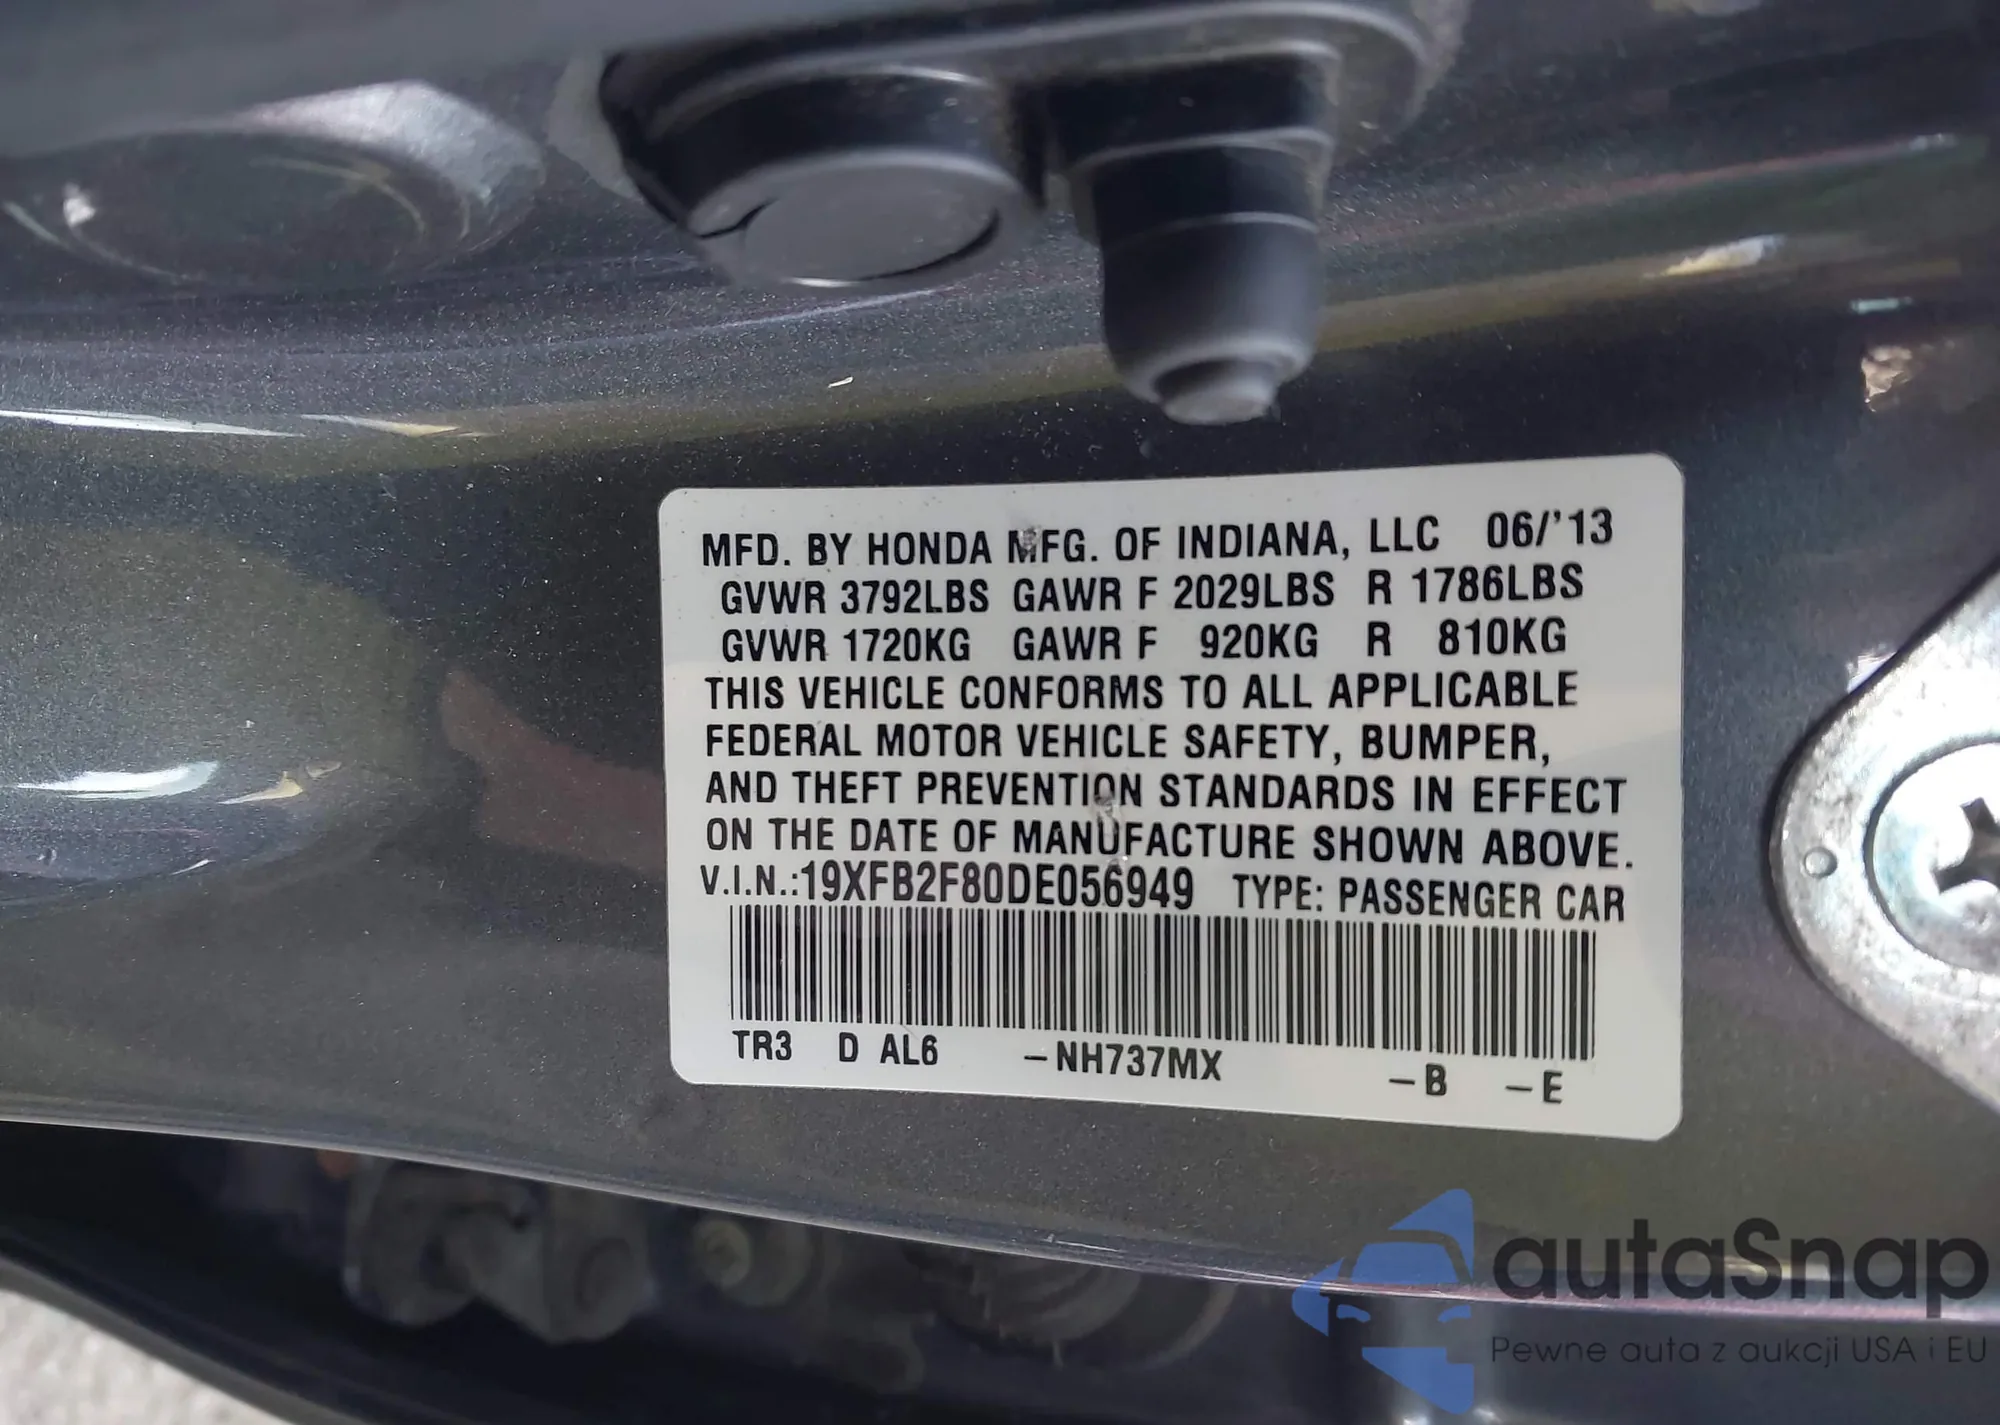 MFD. BY HONDA MFG. OF INDIANA, LLC 06/'13
GVWR 3792LBS GAWR F 2029LBS R 1786LBS
GVWR 1720KG GAWR F 920KG R 810KG
THIS VEHICLE CONFORMS TO ALL APPLICABLE
FEDERAL MOTOR VEHICLE SAFETY, BUMPER,
AND THEFT PREVENTION STANDARDS IN EFFECT
ON THE DATE OF MANUFACTURE SHOWN ABOVE.
V.I.N.:19XFB2F80DE056949 TYPE: PASSENGER CAR
TR3 D AL6 -NH737MX -B -E
autaSnap
Pewne auta z aukcji USA i EU